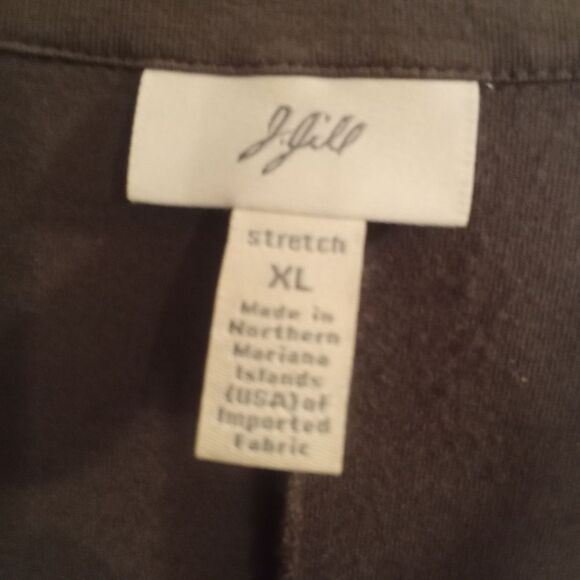 J.Jill
stretch
XL
Made in
Northern
Mariana
Islands
(USA) of
Imported
Fabric